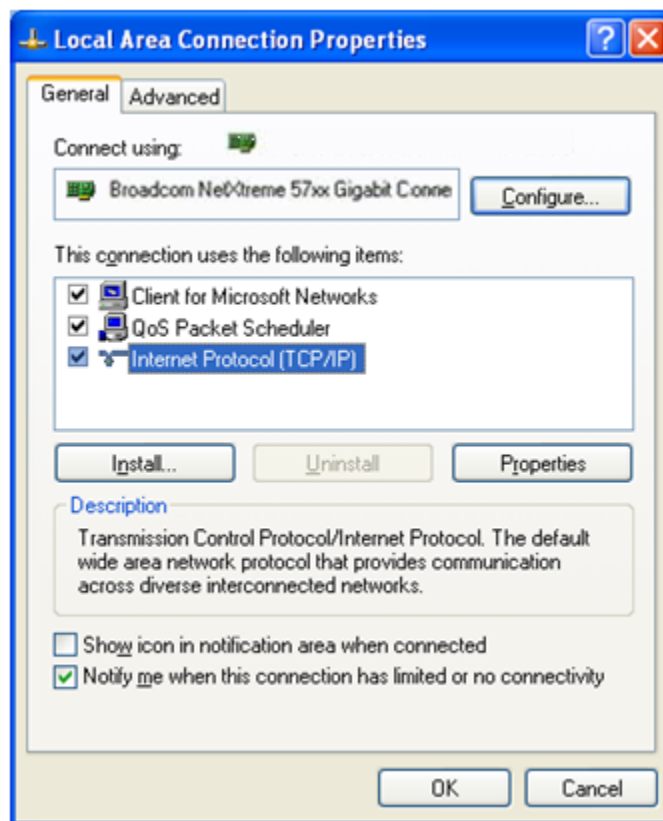 Local Area Connection Properties
General
Advanced
Connect using:
Broadcom NetXtreme 57xx Gigabit Conne
Configure...
This connection uses the following items:
Client for Microsoft Networks
QoS Packet Scheduler
Internet Protocol (TCP/IP)
Install...
Uninstall
Properties
Description
Transmission Control Protocol/Internet Protocol. The default
wide area network protocol that provides communication
across diverse interconnected networks.
Show icon in notification area when connected
Notify me when this connection has limited or no connectivity
OK
Cancel